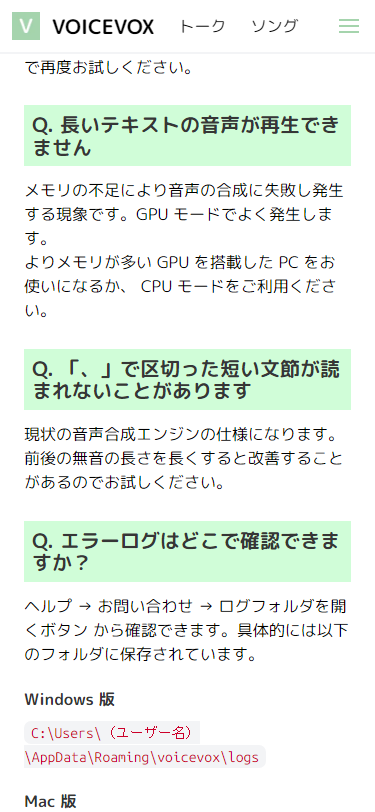 V VOICEVOX トーク ソング
で再度お試しください。
Q. 長いテキストの音声が再生でき
ません
メモリの不足により音声の合成に失敗し発生
する現象です。GPU モードでよく発生しま
す。
よりメモリが多い GPU を搭載した PC をお
使いになるか、 CPU モードをご利用くださ
い。
Q. 「、」で区切った短い文節が読
まれないことがあります
現状の音声合成エンジンの仕様になります。
前後の無音の長さを長くすると改善すること
があるのでお試しください。
Q. エラーログはどこで確認できま
すか？
ヘルプ → お問い合わせ → ログフォルダを開
くボタン から確認できます。具体的には以下
のフォルダに保存されています。
Windows 版
C:\Users\（ユーザー名）
\AppData\Roaming\voicevox\logs
Mac 版